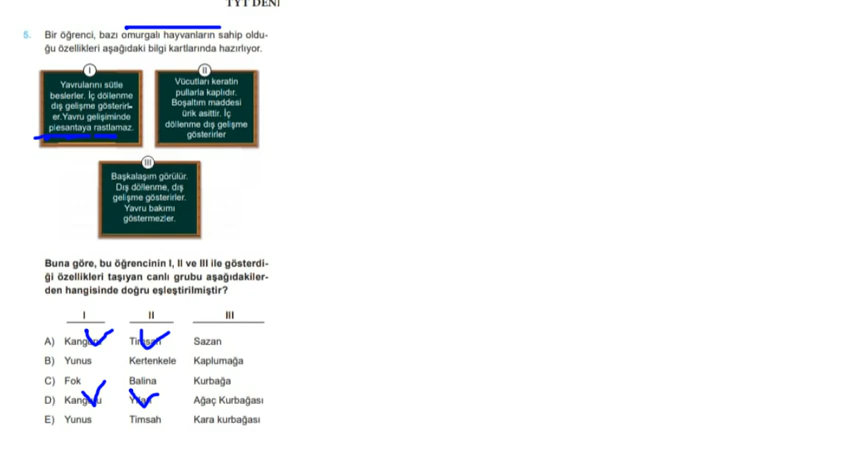 TYT DENE
5. Bir öğrenci, bazı omurgalı hayvanların sahip oldu-
ğu özellikleri aşağıdaki bilgi kartlarında hazırlıyor.
I
Yavrularını sütle
beslerler. İç döllenme
dış gelişme gösterirl-
er.Yavru gelişiminde
plesantaya rastlamaz.
II
Vücutları keratin
pullarla kaplıdır.
Boşaltım maddesi
ürik asittir. İç
döllenme dış gelişme
gösterirler
III
Başkalaşım görülür.
Dış döllenme, dış
gelişme gösterirler.
Yavru bakımı
göstermezler.
Buna göre, bu öğrencinin I, II ve III ile gösterdi-
ği özellikleri taşıyan canlı grubu aşağıdakiler-
den hangisinde doğru eşleştirilmiştir?
I II III
A) Kanguru Timsah Sazan
B) Yunus Kertenkele Kaplumağa
C) Fok Balina Kurbağa
D) Kanguru Yılan Ağaç Kurbağası
E) Yunus Timsah Kara kurbağası